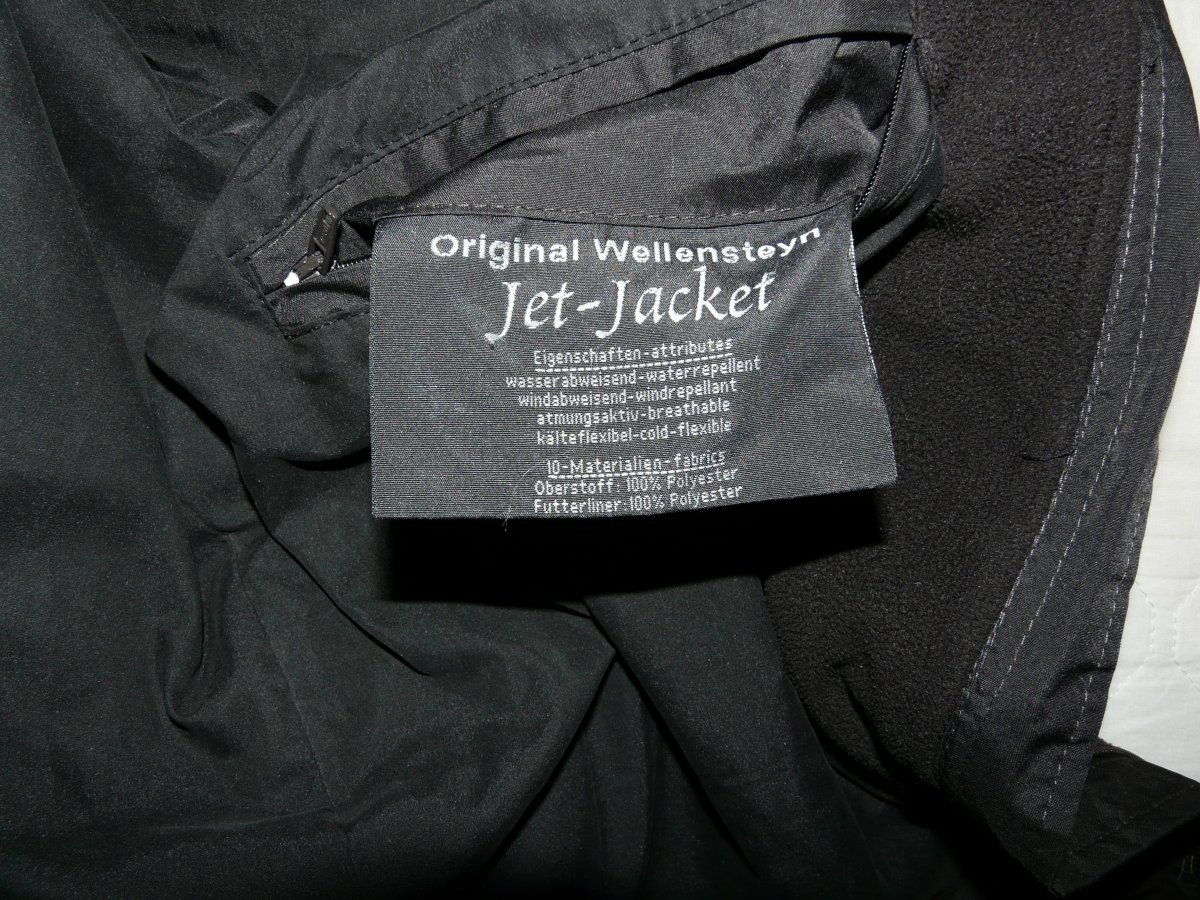 Original Wellensteyn
Jet-Jacket
Eigenschaften-attributes
wasserabweisend-waterrepellent
windabweisend-windrepellant
atmungsaktiv-breathable
kälteflexibel-cold-flexible
10-Materialien-fabrics
Oberstoff: 100% Polyester
Futterliner:100% Polyester